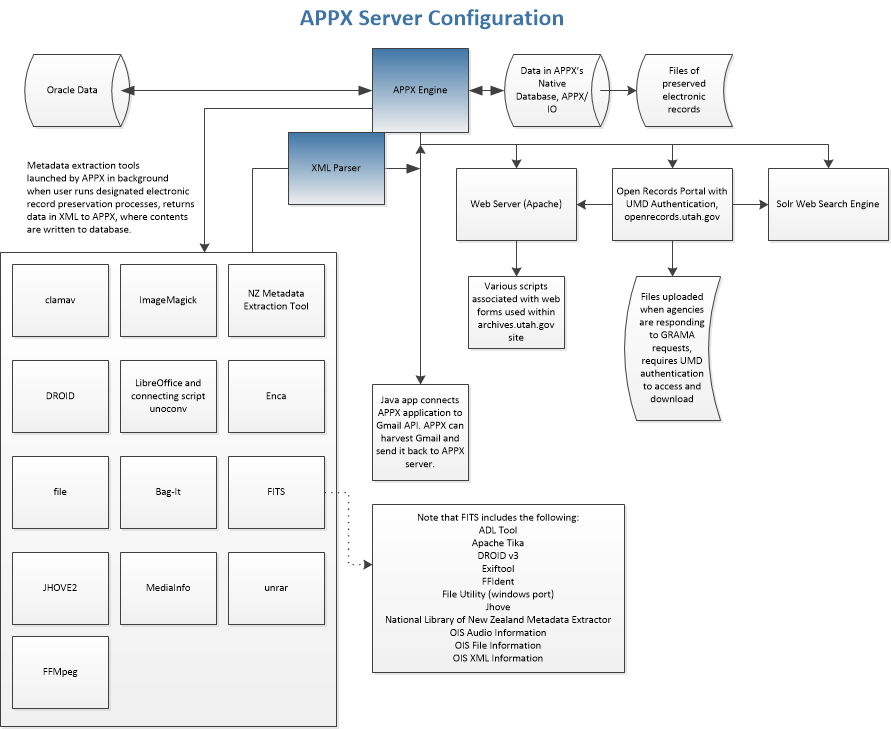 APPX Server Configuration
Oracle Data
APPX Engine
Data in APPX's
Native
Database, APPX/
IO
Files of
preserved
electronic
records
Metadata extraction tools
launched by APPX in background
when user runs designated electronic
record preservation processes, returns
data in XML to APPX, where contents
are written to database.
XML Parser
Web Server (Apache)
Open Records Portal with
UMD Authentication,
openrecords.utah.gov
Solr Web Search Engine
clamav
ImageMagick
NZ Metadata
Extraction Tool
Various scripts
associated with web
forms used within
archives.utah.gov
site
Files uploaded
when agencies
are responding
to GRAMA
requests,
requires UMD
authentication
to access and
download
DROID
LibreOffice and
connecting script
unoconv
Enca
Java app connects
APPX application to
Gmail API. APPX can
harvest Gmail and
send it back to APPX
server.
file
Bag-It
FITS
Note that FITS includes the following:
ADL Tool
Apache Tika
DROID v3
Exiftool
FFIdent
File Utility (windows port)
Jhove
National Library of New Zealand Metadata Extractor
OIS Audio Information
OIS File Information
OIS XML Information
JHOVE2
MediaInfo
unrar
FFMpeg